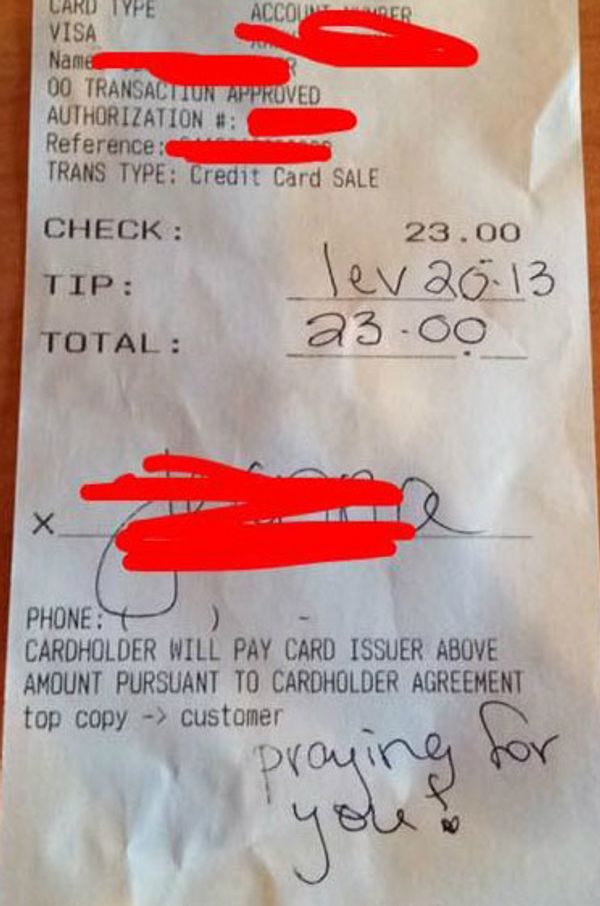 CARD TYPE ACCOUNT
VISA
Name
00 TRANSACTION APPROVED
AUTHORIZATION #:
Reference:
TRANS TYPE: Credit Card SALE
CHECK: 23.00
TIP: lev 20.13
TOTAL: 23.00
X
PHONE: ( ) -
CARDHOLDER WILL PAY CARD ISSUER ABOVE
AMOUNT PURSUANT TO CARDHOLDER AGREEMENT
top copy -> customer
praying for
you!